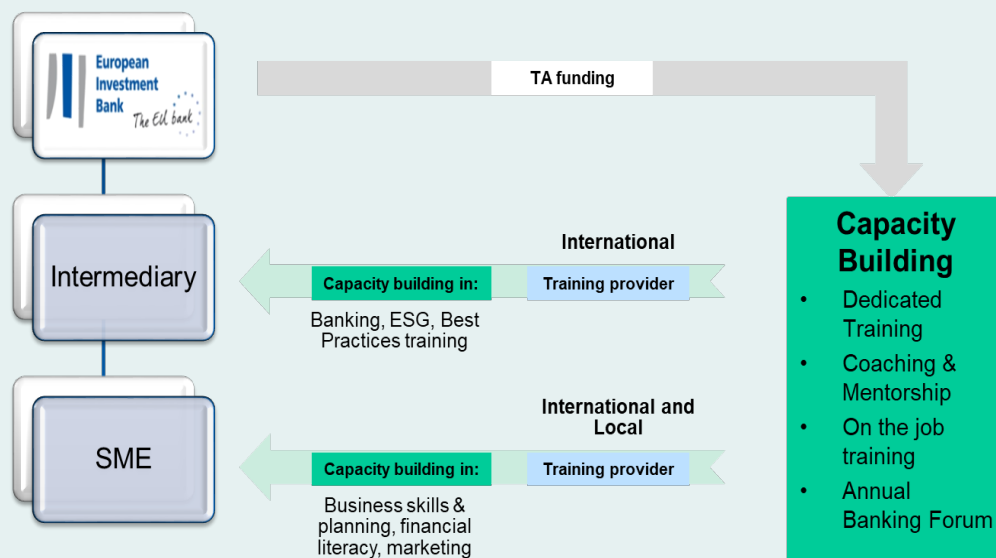 European
Investment
Bank
The EU bank
TA funding
Intermediary
International
Capacity building in:
Training provider
Banking, ESG, Best
Practices training
SME
International and
Local
Capacity building in:
Training provider
Business skills &
planning, financial
literacy, marketing
Capacity
Building
• Dedicated
Training
• Coaching &
Mentorship
• On the job
training
• Annual
Banking Forum